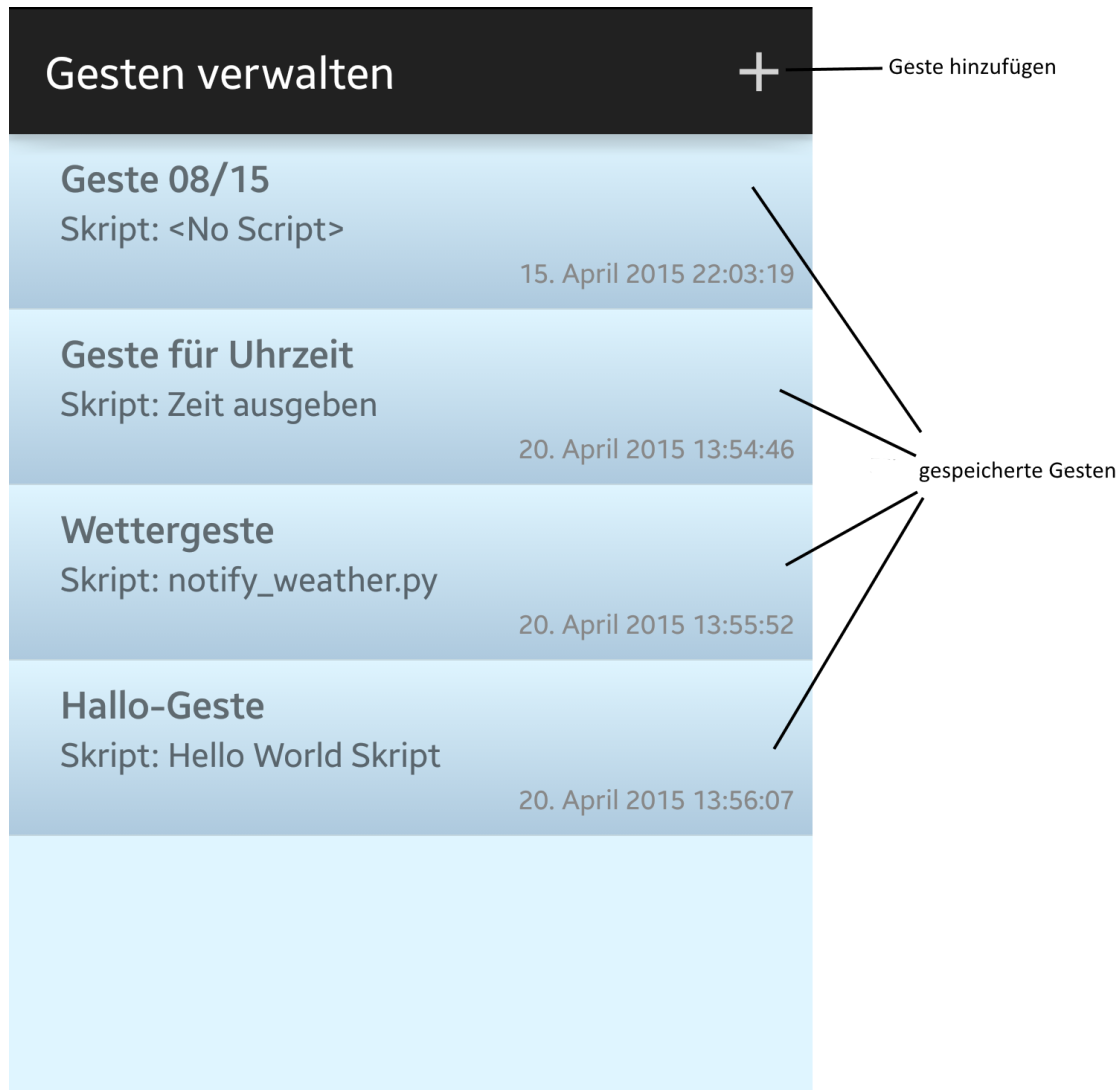 Gesten verwalten
Geste hinzufügen
Geste 08/15
Skript: <No Script>
15. April 2015 22:03:19
Geste für Uhrzeit
Skript: Zeit ausgeben
20. April 2015 13:54:46
gespeicherte Gesten
Wettergeste
Skript: notify_weather.py
20. April 2015 13:55:52
Hallo-Geste
Skript: Hello World Skript
20. April 2015 13:56:07